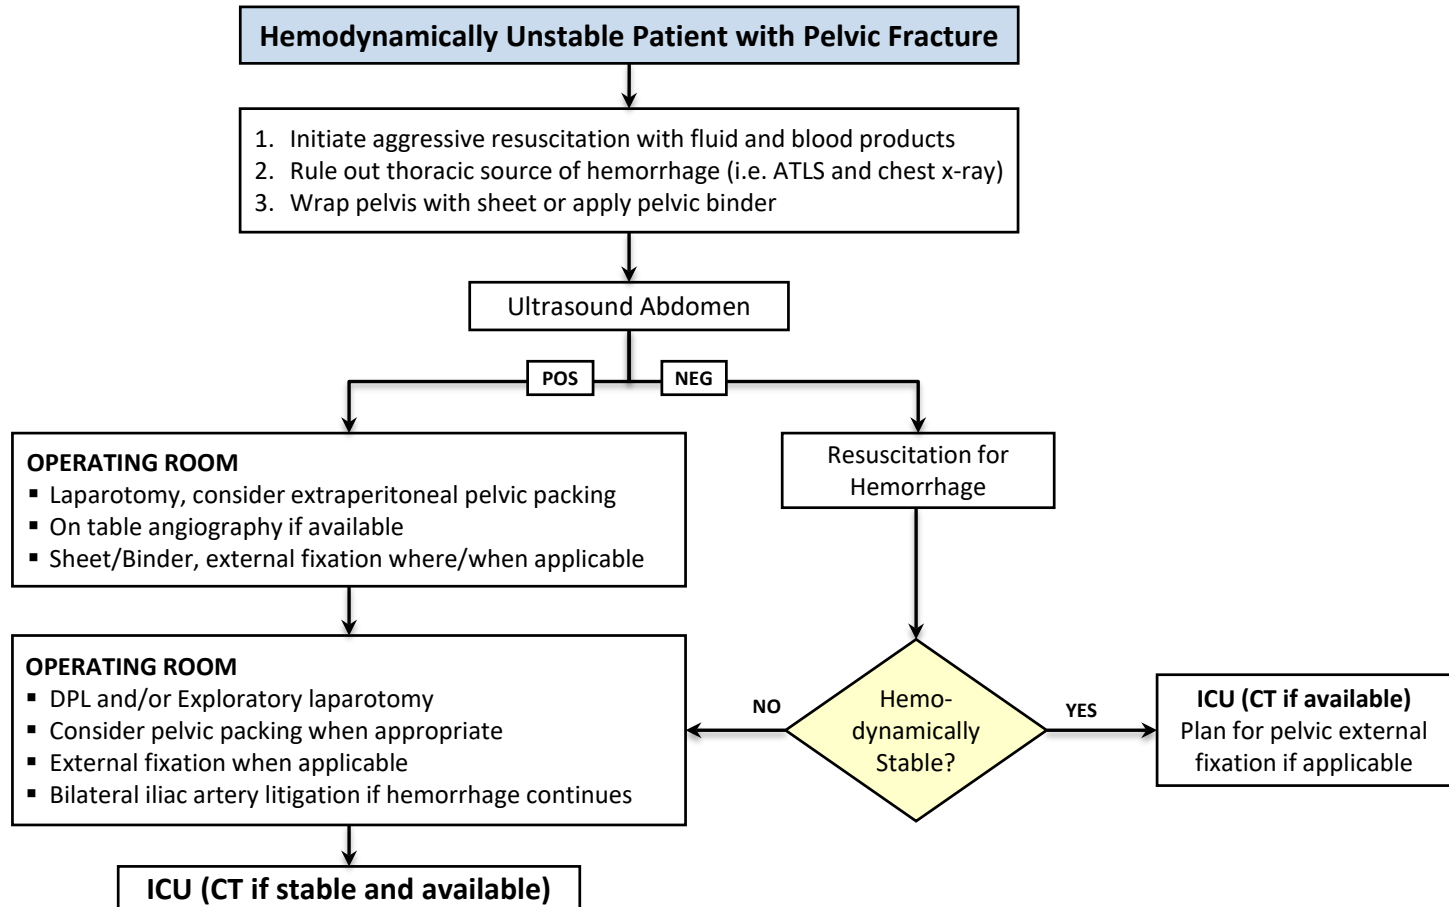 Hemodynamically Unstable Patient with Pelvic Fracture
1. Initiate aggressive resuscitation with fluid and blood products
2. Rule out thoracic source of hemorrhage (i.e. ATLS and chest x-ray)
3. Wrap pelvis with sheet or apply pelvic binder
Ultrasound Abdomen
POS
NEG
OPERATING ROOM
▪ Laparotomy, consider extraperitoneal pelvic packing
▪ On table angiography if available
▪ Sheet/Binder, external fixation where/when applicable
Resuscitation for
Hemorrhage
OPERATING ROOM
▪ DPL and/or Exploratory laparotomy
▪ Consider pelvic packing when appropriate
▪ External fixation when applicable
▪ Bilateral iliac artery litigation if hemorrhage continues
NO
Hemo-
dynamically
Stable?
YES
ICU (CT if available)
Plan for pelvic external
fixation if applicable
ICU (CT if stable and available)